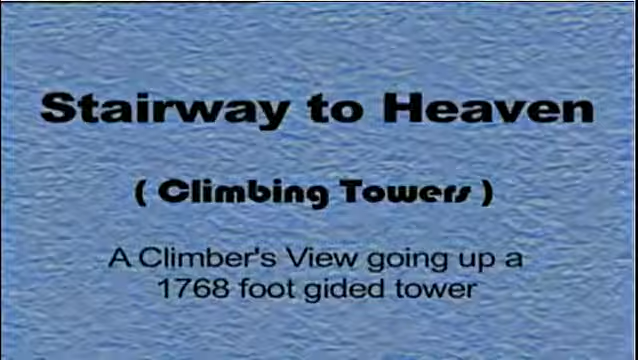 Stairway to Heaven
( Climbing Towers )
A Climber's View going up a
1768 foot gided tower